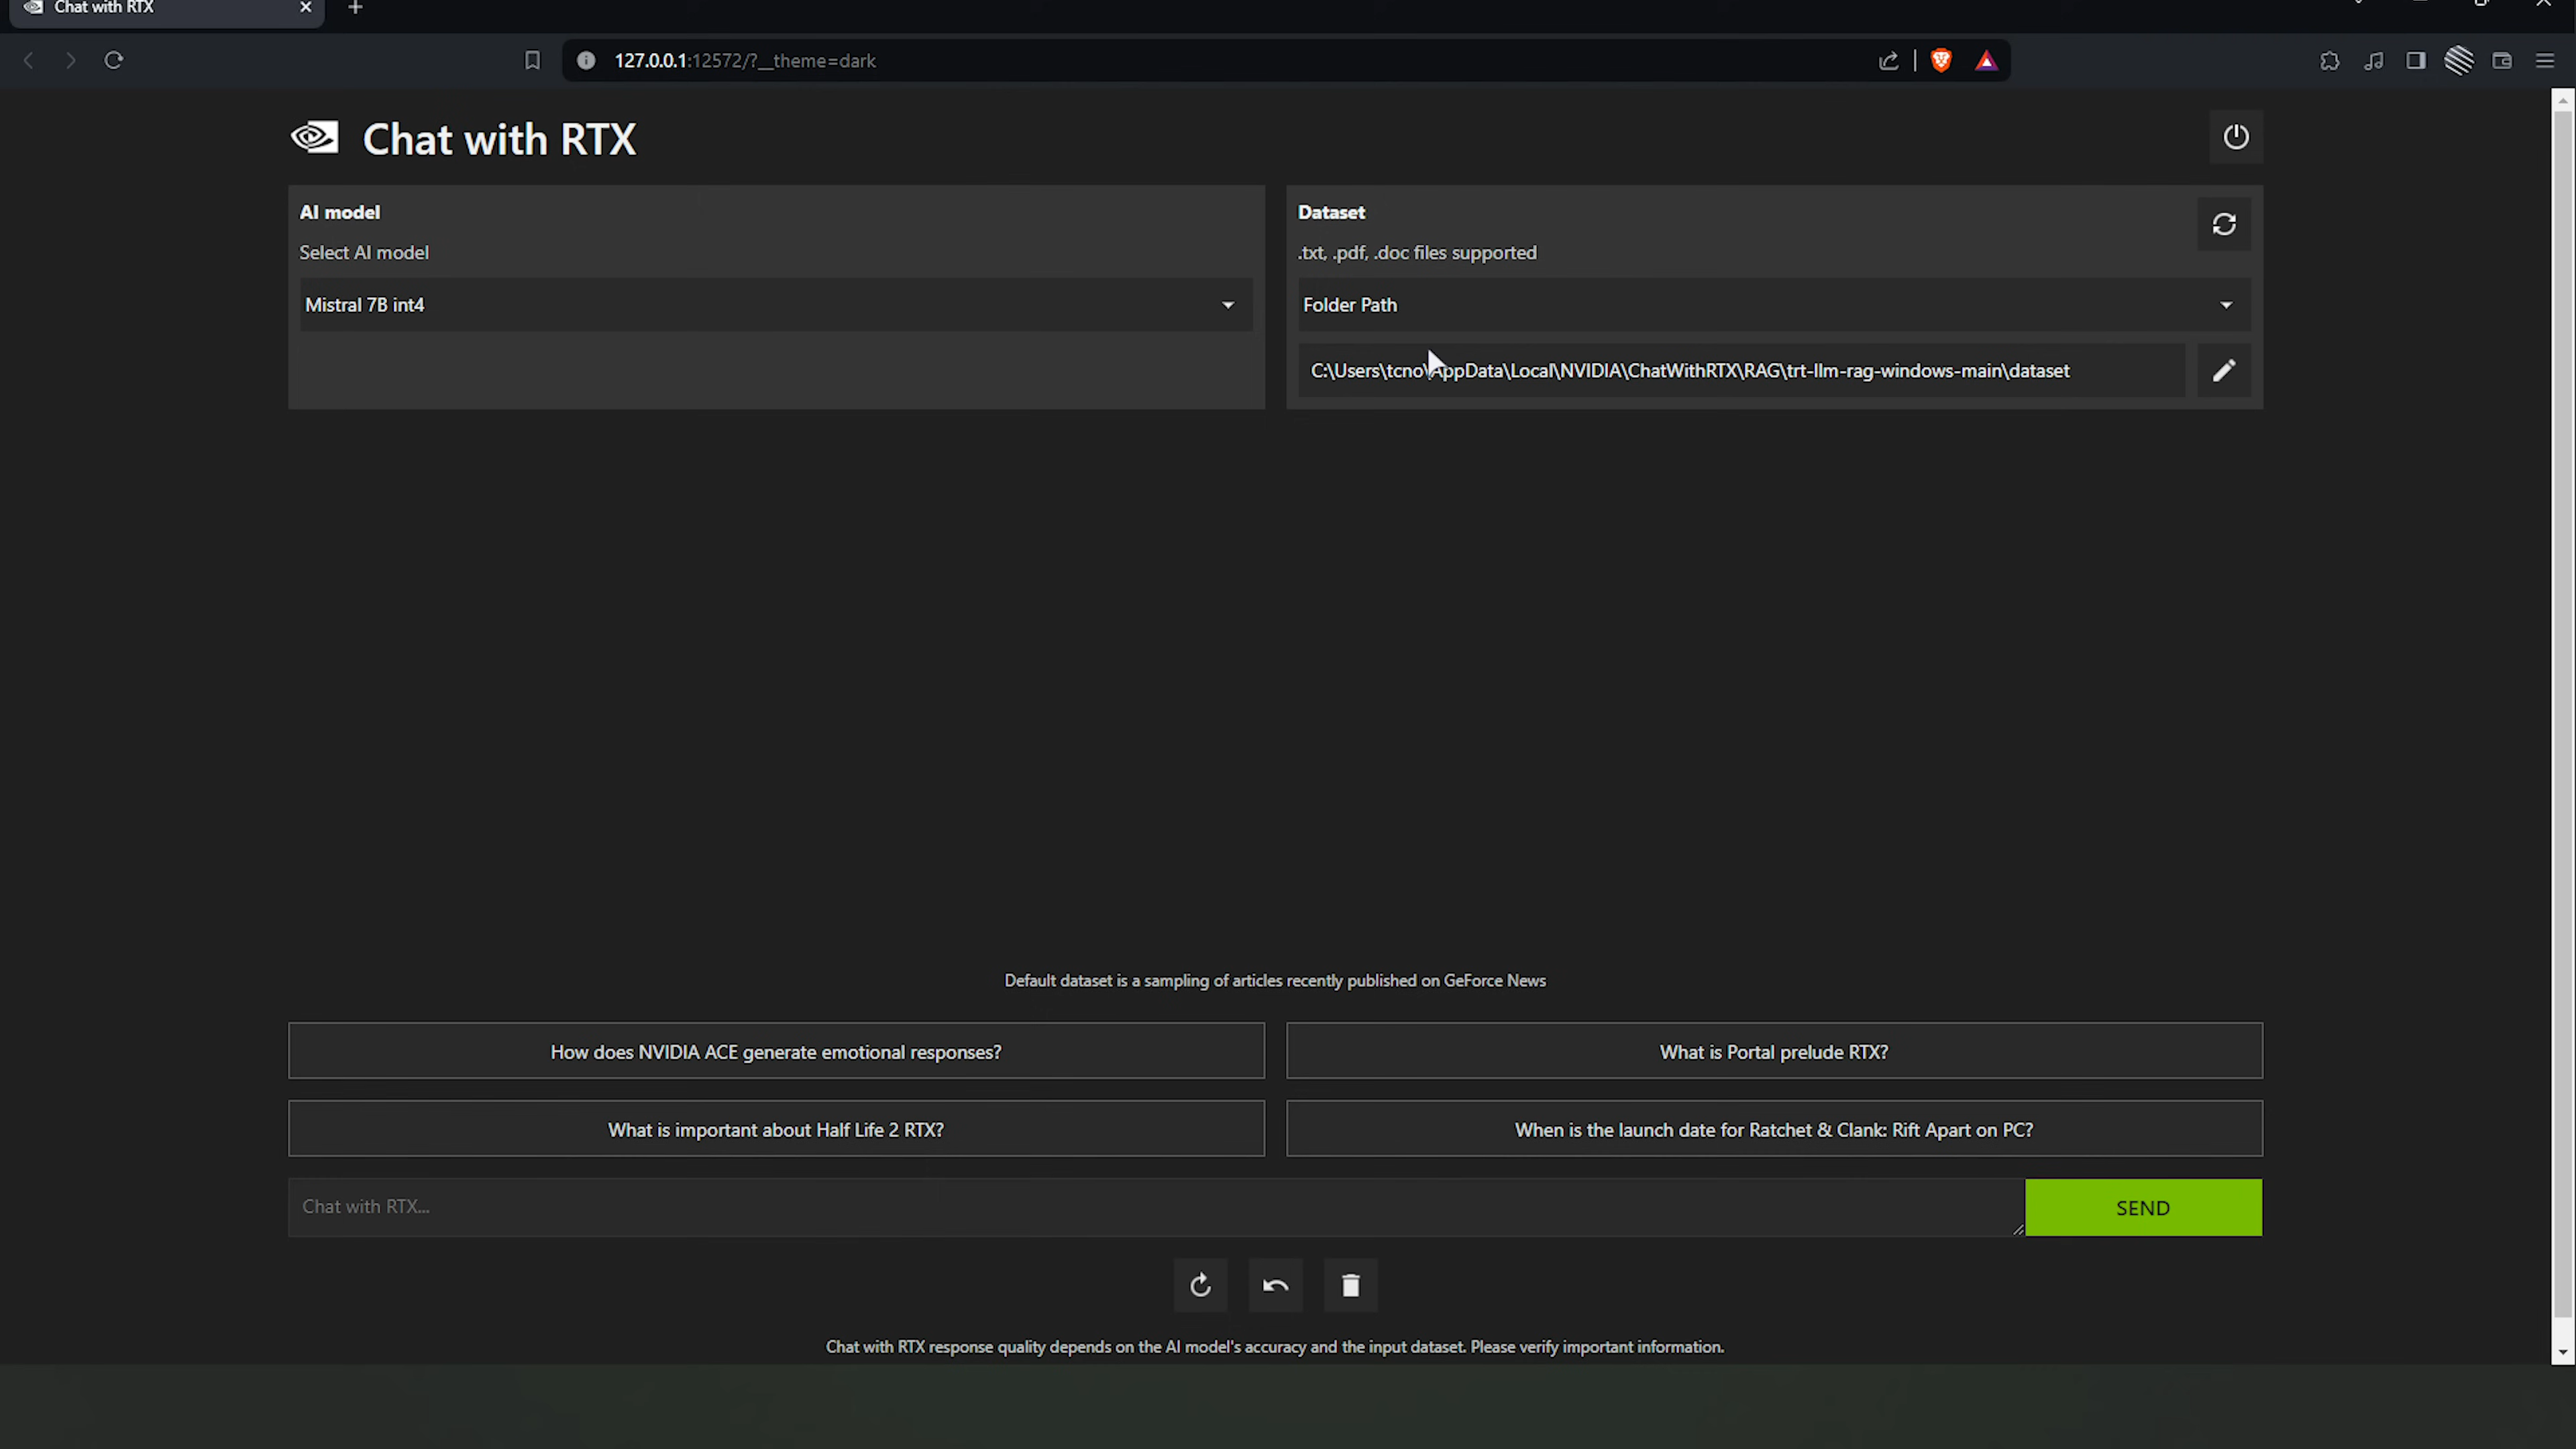 Chat with RTX
127.0.0.1:12572/?__theme=dark
Chat with RTX
AI model
Select AI model
Mistral 7B int4
Dataset
.txt, .pdf, .doc files supported
Folder Path
C:\Users\tcno\AppData\Local\NVIDIA\ChatWithRTX\RAG\trt-llm-rag-windows-main\dataset
Default dataset is a sampling of articles recently published on GeForce News
How does NVIDIA ACE generate emotional responses?
What is Portal prelude RTX?
What is important about Half Life 2 RTX?
When is the launch date for Ratchet & Clank: Rift Apart on PC?
Chat with RTX...
SEND
Chat with RTX response quality depends on the AI model's accuracy and the input dataset. Please verify important information.